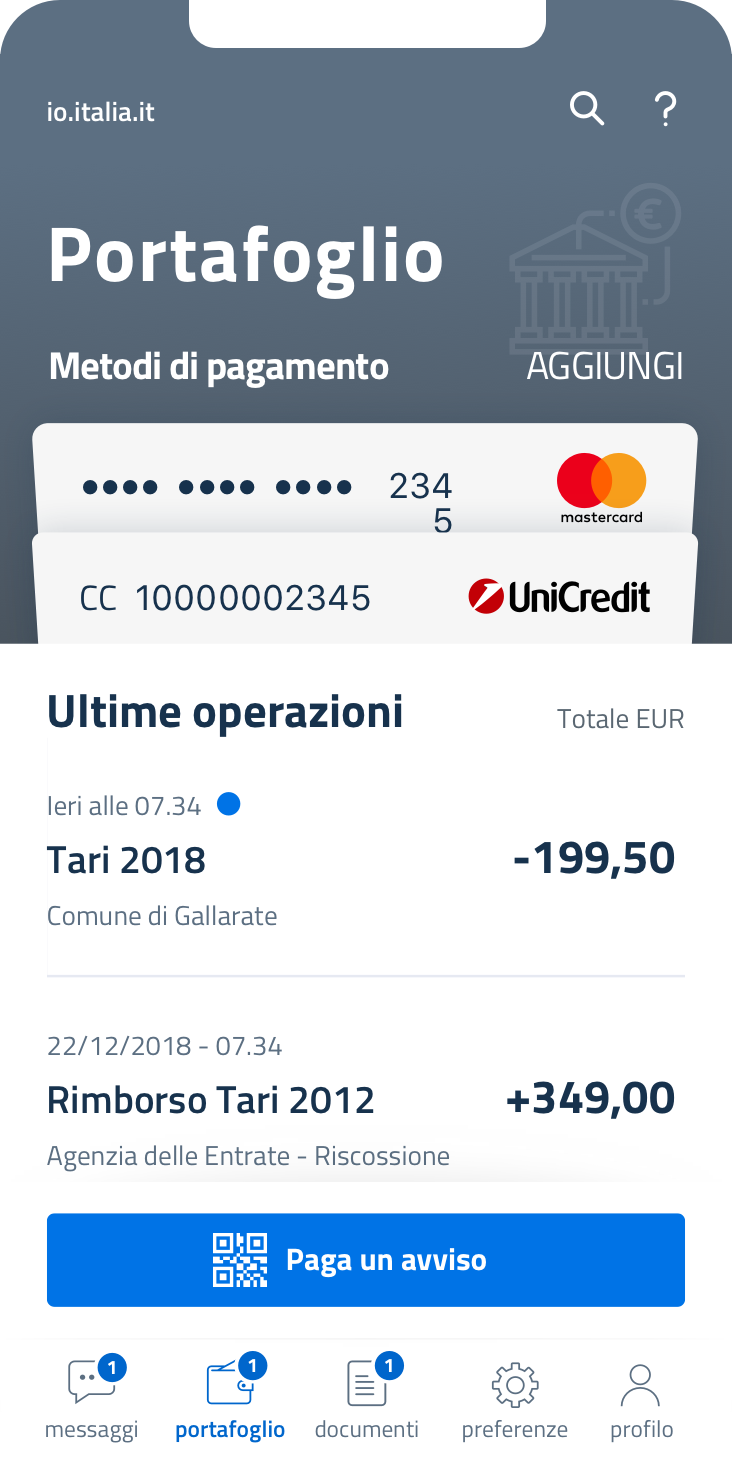 io.italia.it
Portafoglio
Metodi di pagamento AGGIUNGI
•••• •••• •••• 234
5
mastercard
CC 10000002345 UniCredit
Ultime operazioni Totale EUR
Ieri alle 07.34
Tari 2018 -199,50
Comune di Gallarate
22/12/2018 - 07.34
Rimborso Tari 2012 +349,00
Agenzia delle Entrate - Riscossione
Paga un avviso
1 1 1
messaggi portafoglio documenti preferenze profilo